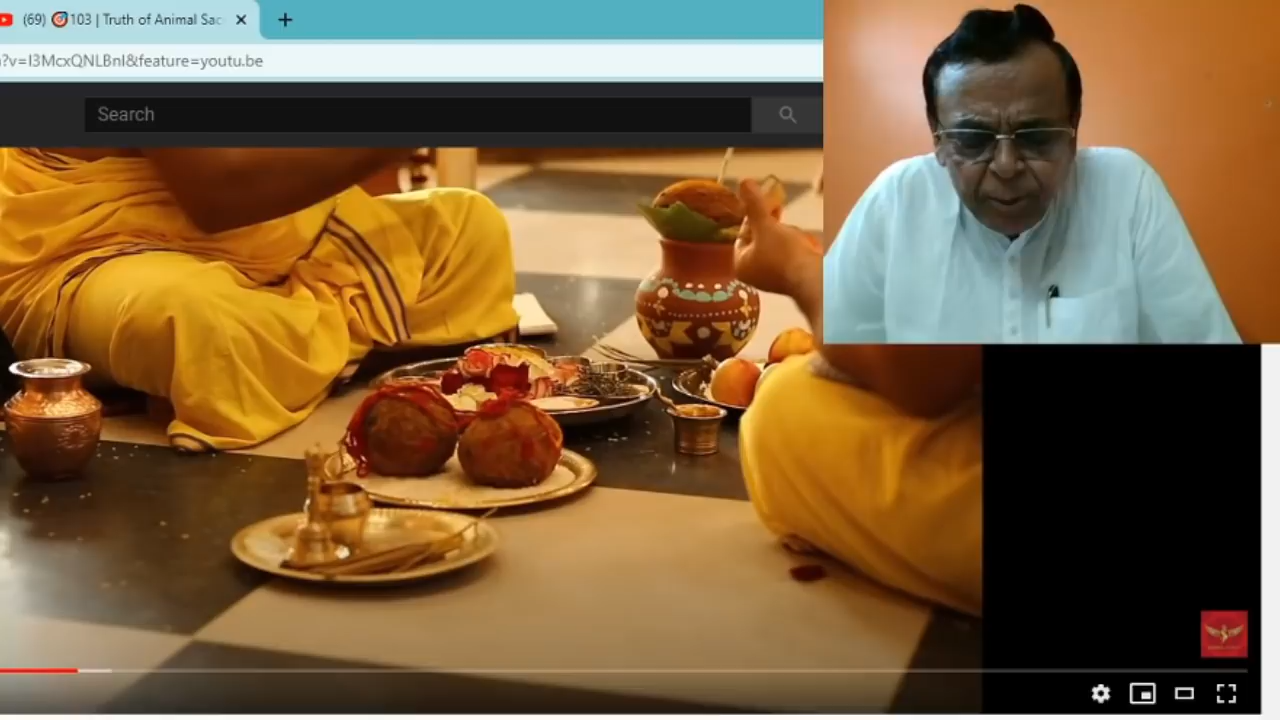 (69) 🎯103 | Truth of Animal Sac
?v=I3McxQNLBnI&feature=youtu.be
Search